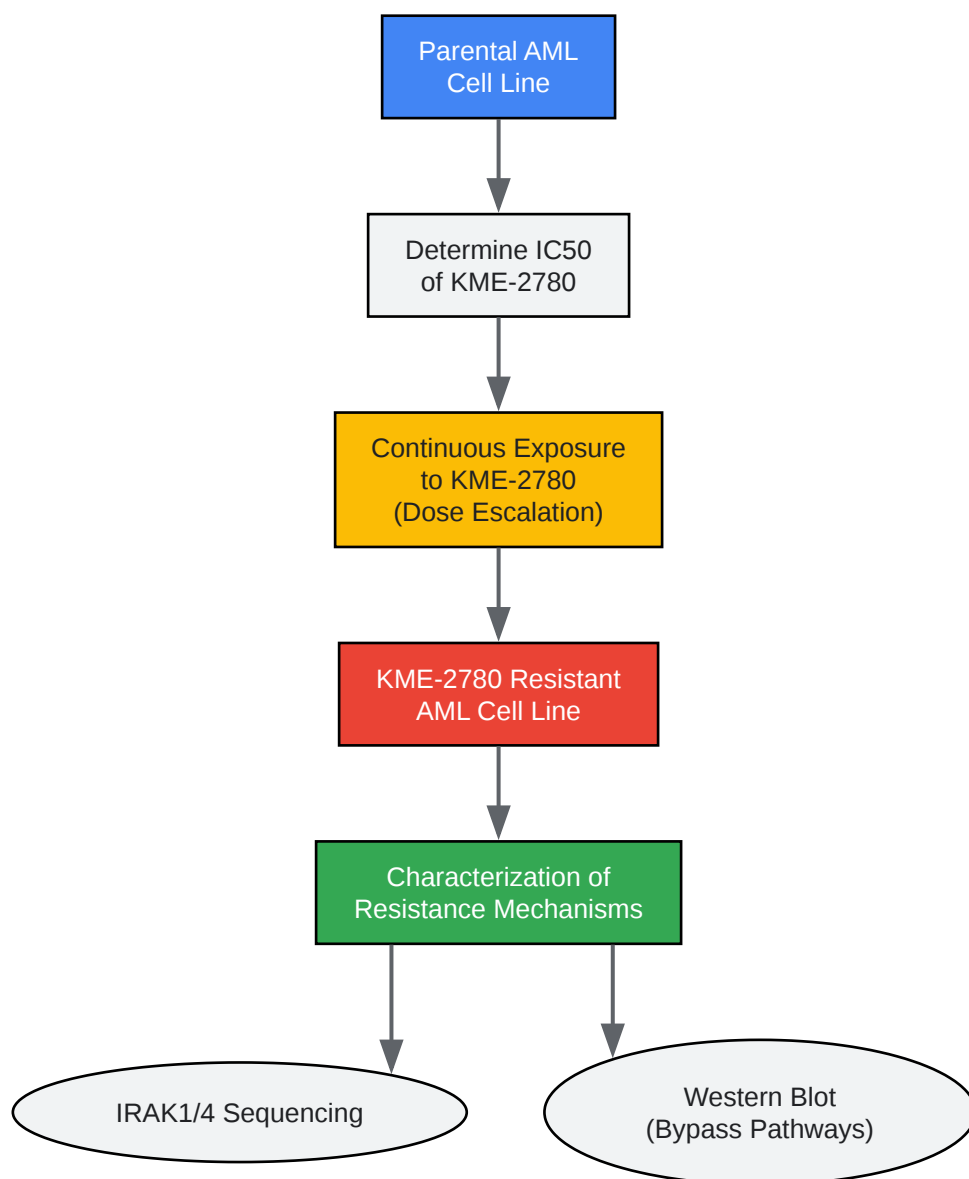 Parental AML
Cell Line
Determine IC50
of KME-2780
Continuous Exposure
to KME-2780
(Dose Escalation)
KME-2780 Resistant
AML Cell Line
Characterization of
Resistance Mechanisms
IRAK1/4 Sequencing
Western Blot
(Bypass Pathways)